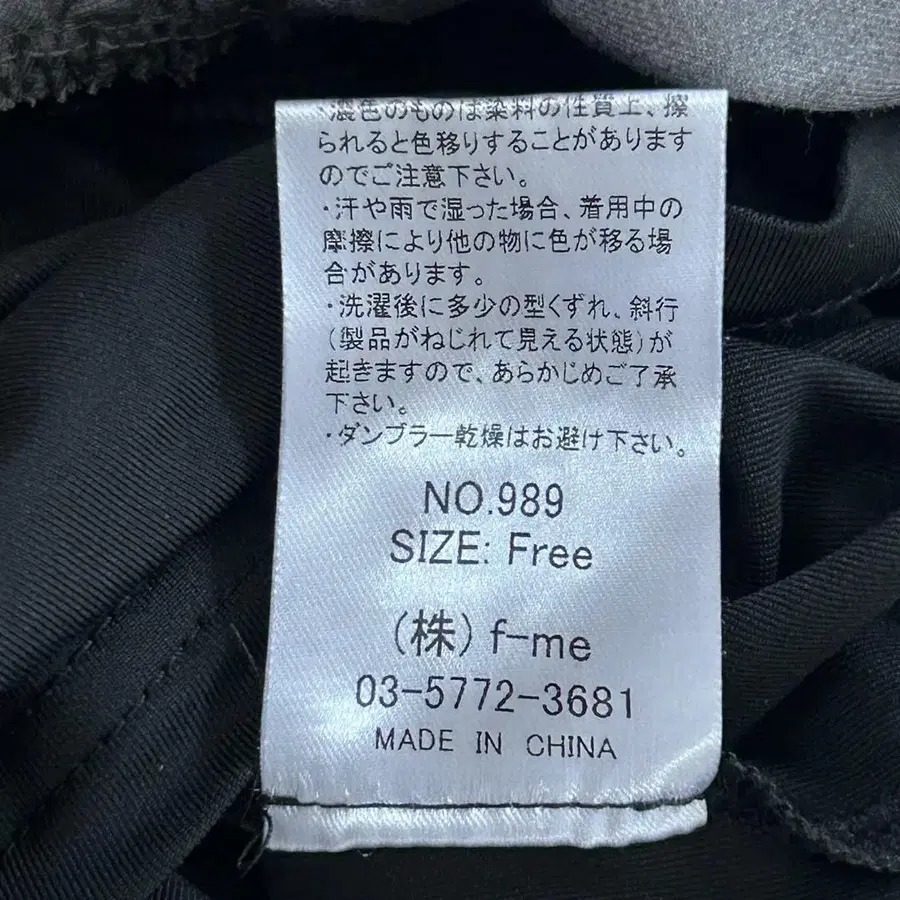 ・濃色のものは染料の性質上、擦
られると色移りすることがあります
のでご注意下さい。
・汗や雨で湿った場合、着用中の
摩擦により他の物に色が移る場
合があります。
・洗濯後に多少の型くずれ、斜行
(製品がねじれて見える状態)が
起きますので、あらかじめご了承
下さい。
・ダンブラー乾燥はお避け下さい。
NO.989
SIZE: Free
(株) f-me
03-5772-3681
MADE IN CHINA